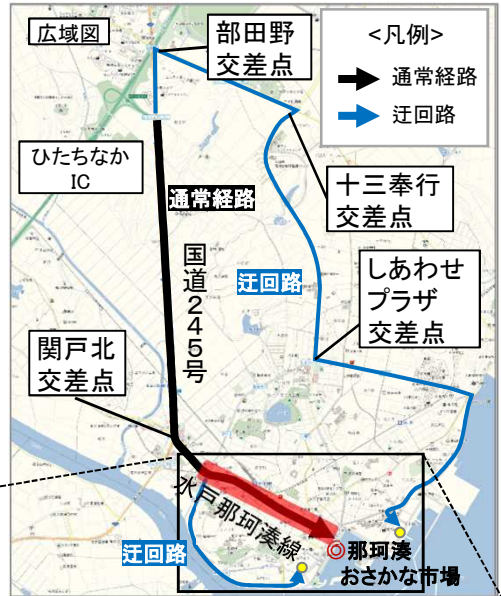 広域図
部田野
交差点
<凡例>
通常経路
迂回路
ひたちなか
IC
通常経路
十三奉行
交差点
国道245号
迂回路
しあわせ
プラザ
交差点
関戸北
交差点
水戸那珂湊線
迂回路
◎那珂湊
おさかな市場